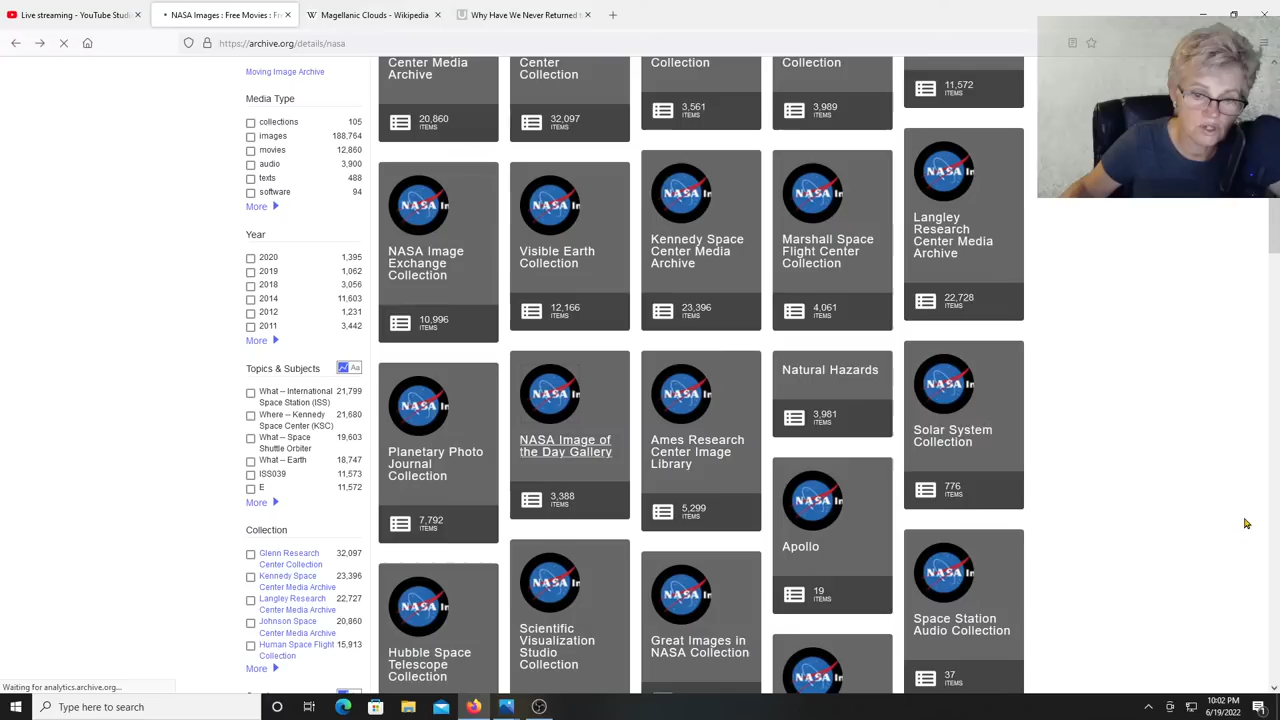 Live streaming - YouTube Studi
NASA Images : Free Movies : Fre
Magellanic Clouds - Wikipedia
Why Have We Never Returned t
https://archive.org/details/nasa
Moving Image Archive
Media Type
collections 105
images 188,764
movies 12,860
audio 3,900
texts 488
software 94
More
Year
2020 1,395
2019 1,062
2018 3,056
2014 11,603
2012 1,231
2011 3,442
More
Topics & Subjects
Aa
What -- International 21,799
Space Station (ISS)
Where -- Kennedy 21,680
Space Center (KSC)
What -- Space 19,603
Shuttle Orbiter
What -- Earth 18,747
ISS039 11,573
E 11,572
More
Collection
Glenn Research 32,097
Center Collection
Kennedy Space 23,396
Center Media Archive
Langley Research 22,727
Center Media Archive
Johnson Space 20,860
Center Media Archive
Human Space Flight 15,913
Collection
More
Center Media
Archive
20,860
ITEMS
Center
Collection
32,097
ITEMS
Collection
3,561
ITEMS
Collection
3,989
ITEMS
11,572
ITEMS
NASA Image
Exchange
Collection
10,996
ITEMS
Visible Earth
Collection
12,166
ITEMS
Kennedy Space
Center Media
Archive
23,396
ITEMS
Marshall Space
Flight Center
Collection
4,061
ITEMS
Langley
Research
Center Media
Archive
22,728
ITEMS
Planetary Photo
Journal
Collection
7,792
ITEMS
NASA Image of
the Day Gallery
3,388
ITEMS
Ames Research
Center Image
Library
5,299
ITEMS
Natural Hazards
3,981
ITEMS
Solar System
Collection
776
ITEMS
Apollo
19
ITEMS
Hubble Space
Telescope
Collection
Scientific
Visualization
Studio
Collection
Great Images in
NASA Collection
Space Station
Audio Collection
37
ITEMS
Waiting for analytics.archive.org...
Type here to search
10:02 PM
6/19/2022